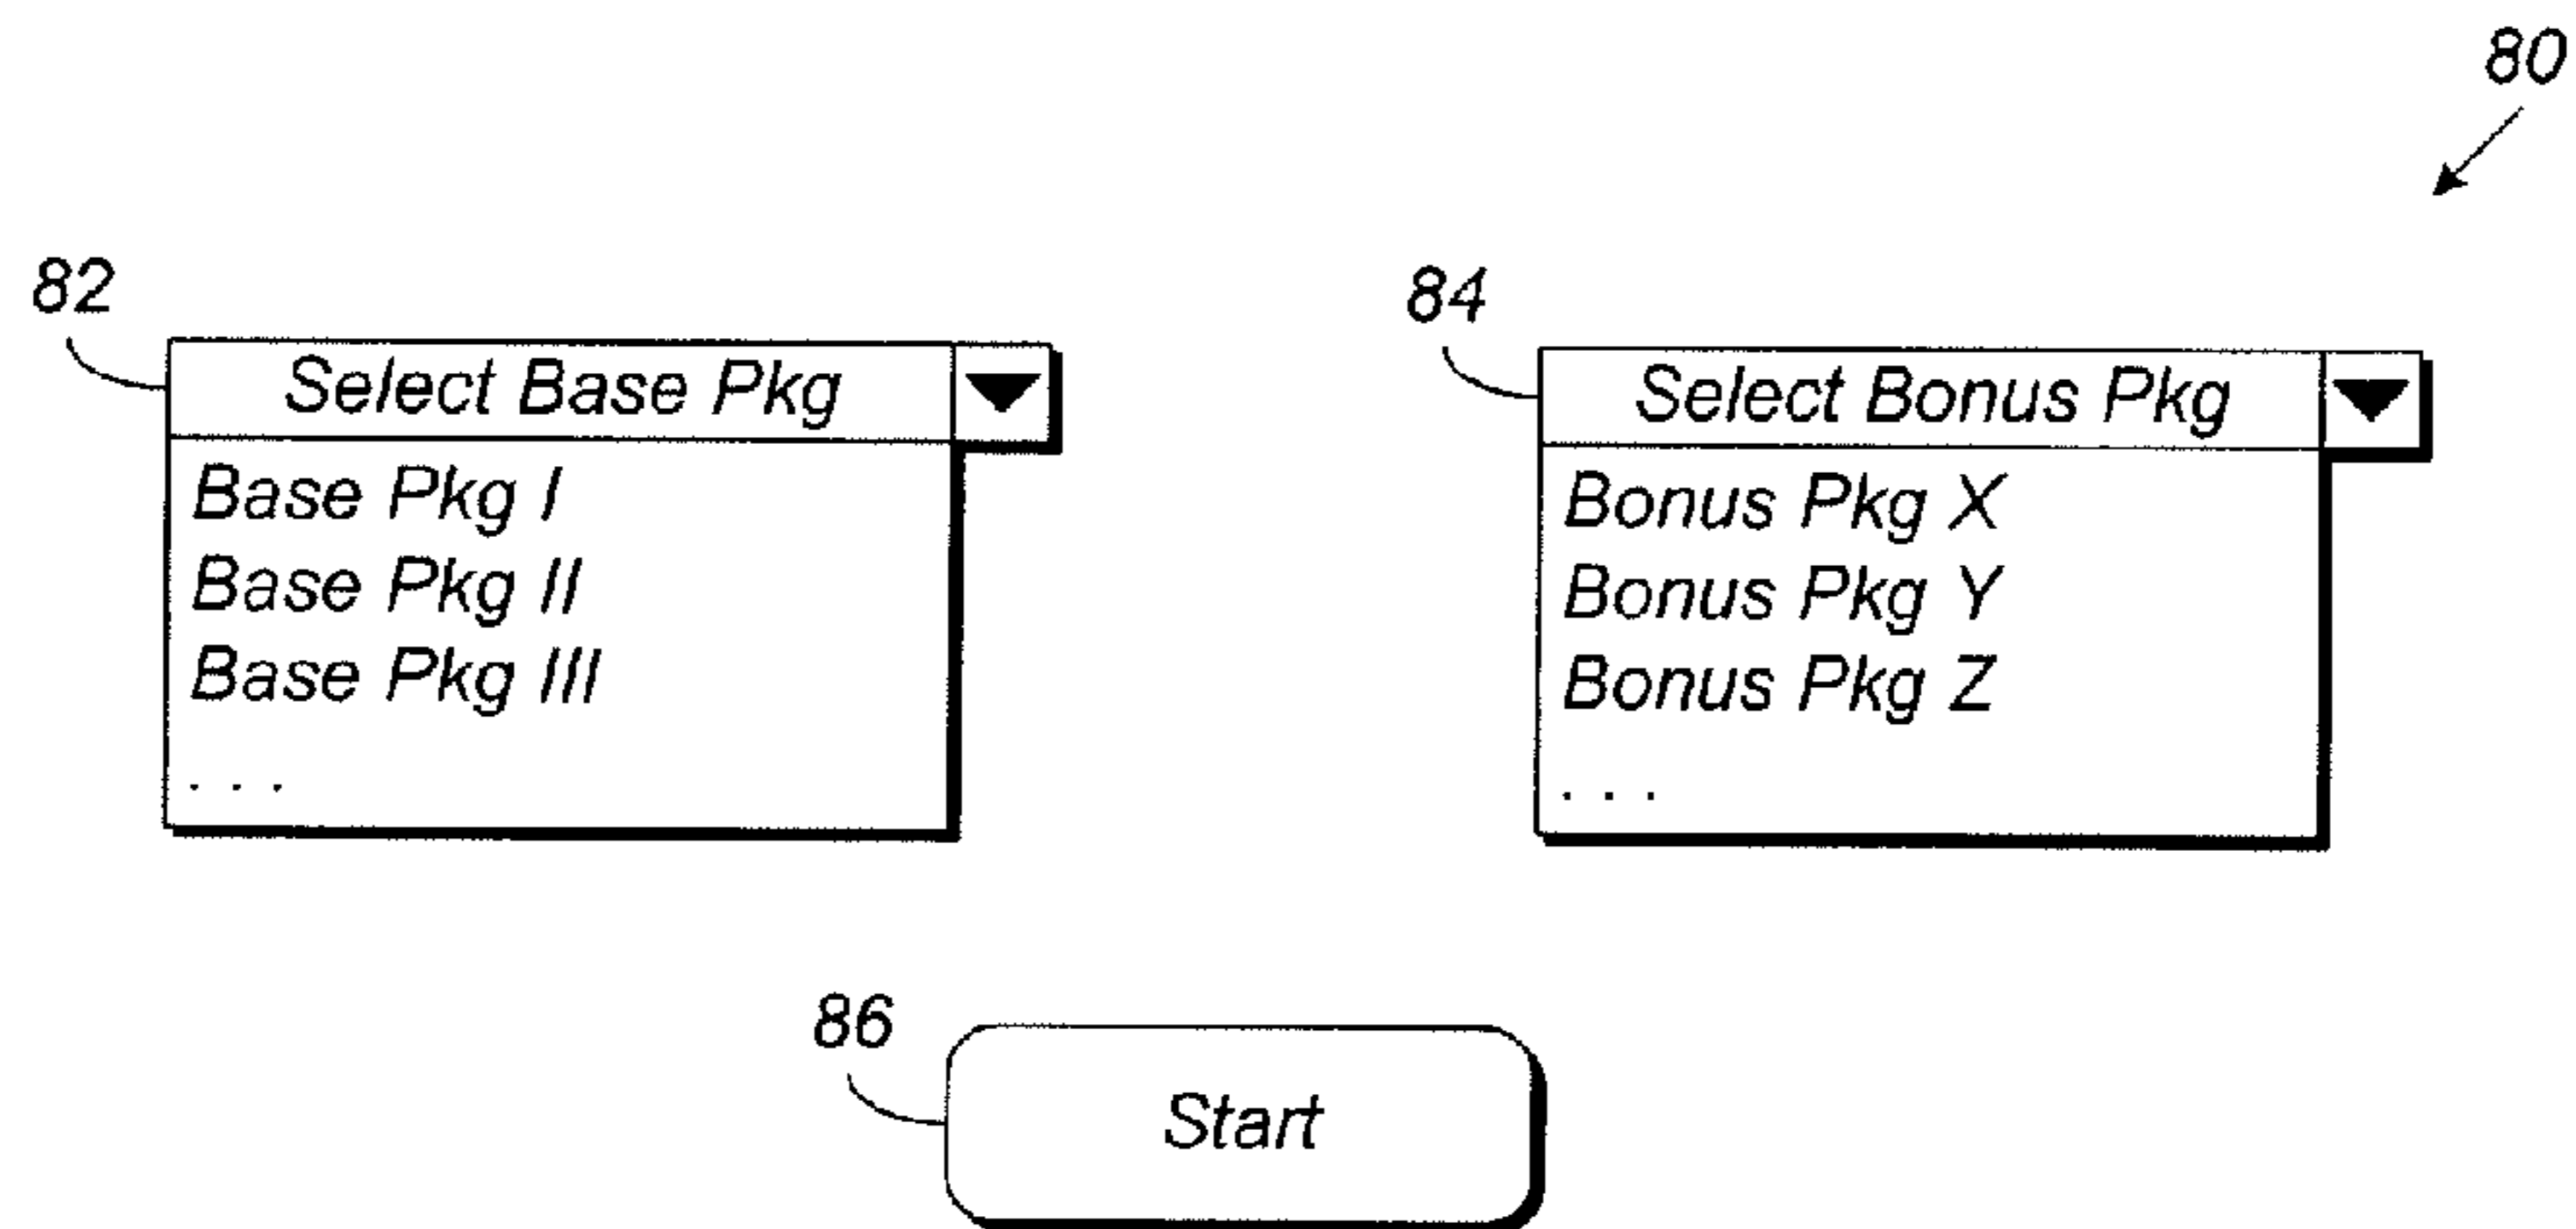 80
82
Select Base Pkg
Base Pkg I
Base Pkg II
Base Pkg III
. . .
84
Select Bonus Pkg
Bonus Pkg X
Bonus Pkg Y
Bonus Pkg Z
. . .
86
Start